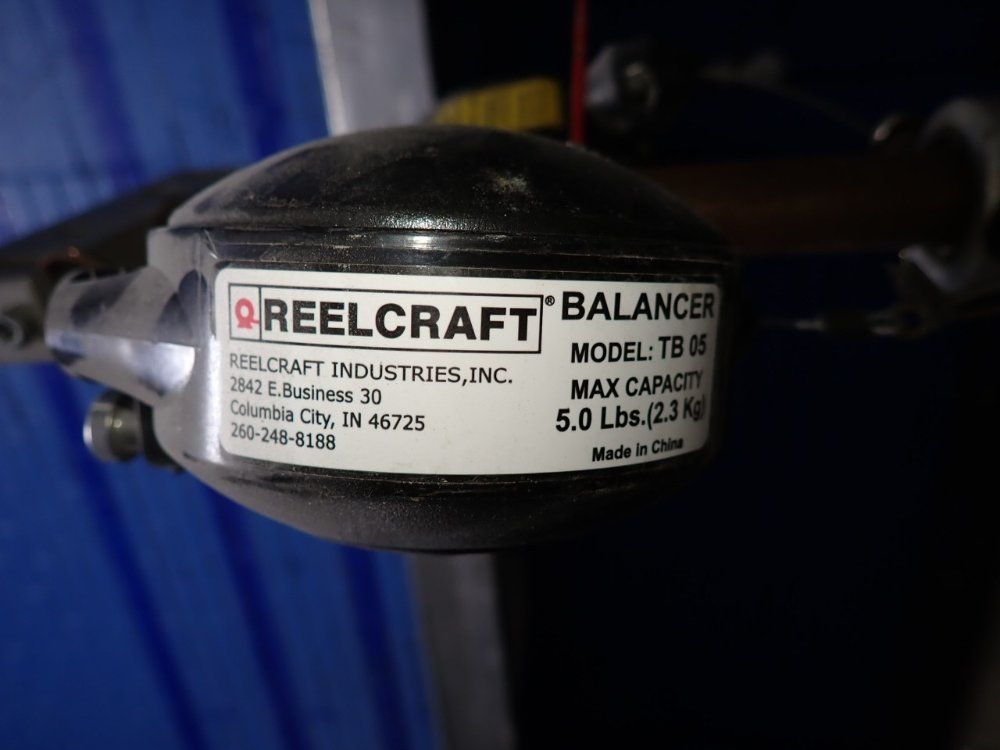 REELCRAFT®
REELCRAFT INDUSTRIES,INC.
2842 E.Business 30
Columbia City, IN 46725
260-248-8188
BALANCER
MODEL: TB 05
MAX CAPACITY
5.0 Lbs.(2.3 Kg)
Made in China